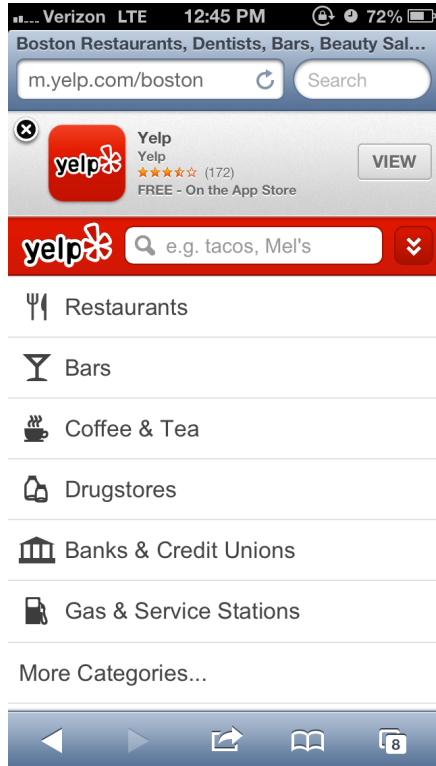 Verizon LTE 12:45 PM 72%
Boston Restaurants, Dentists, Bars, Beauty Sal...
m.yelp.com/boston Search
yelp
Yelp
Yelp
(172)
FREE - On the App Store
VIEW
yelp e.g. tacos, Mel's
Restaurants
Bars
Coffee & Tea
Drugstores
Banks & Credit Unions
Gas & Service Stations
More Categories...
8